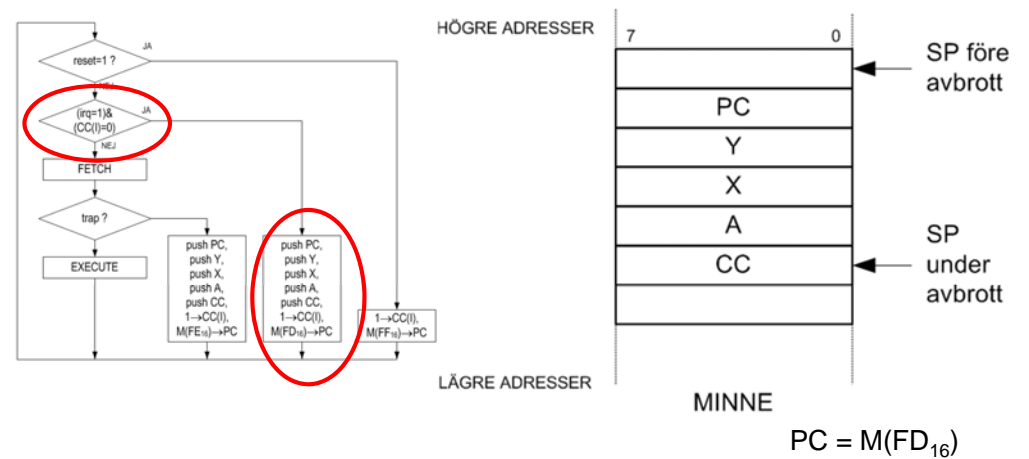 reset=1 ?
JA
NEJ
(irq=1)&
(CC(I)=0)
JA
NEJ
FETCH
trap ?
EXECUTE
push PC,
push Y,
push X,
push A,
push CC,
1→CC(I),
M(FE₁₆)→PC
push PC,
push Y,
push X,
push A,
push CC,
1→CC(I),
M(FD₁₆)→PC
1→CC(I),
M(FF₁₆)→PC
HÖGRE ADRESSER
7 0
SP före
avbrott
PC
Y
X
A
CC
SP
under
avbrott
LÄGRE ADRESSER
MINNE
PC = M(FD₁₆)